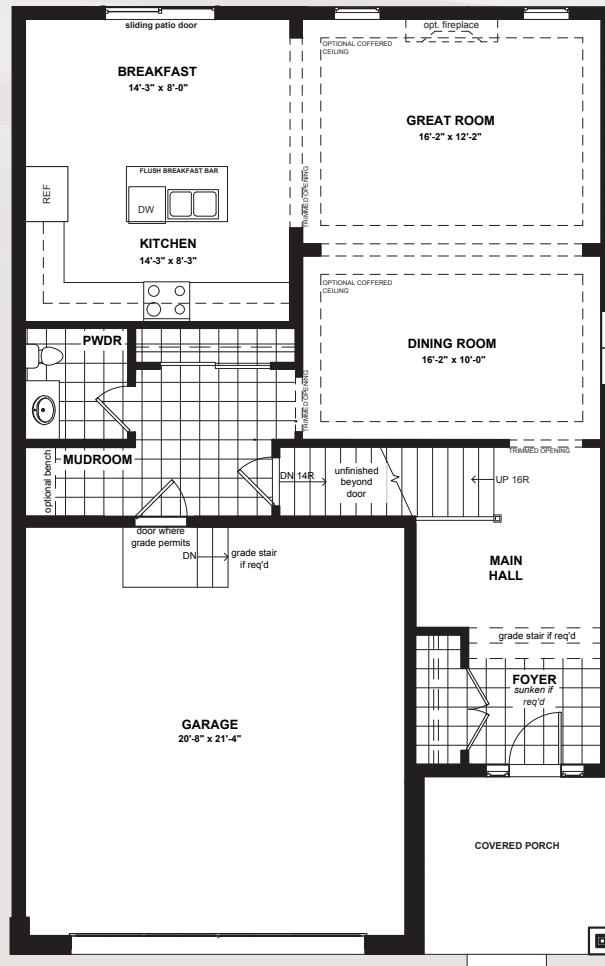 sliding patio door
opt. fireplace
OPTIONAL COFFERED
CEILING
BREAKFAST
14'-3" x 8'-0"
GREAT ROOM
16'-2" x 12'-2"
FLUSH BREAKFAST BAR
REF
DW
TRIMMED OPENING
KITCHEN
14'-3" x 8'-3"
OPTIONAL COFFERED
CEILING
PWDR
DINING ROOM
16'-2" x 10'-0"
TRIMMED OPENING
TRIMMED OPENING
MUDROOM
optional bench
DN 14R
unfinished
beyond
door
UP 16R
door where
grade permits
DN
grade stair
if req'd
MAIN
HALL
grade stair if req'd
FOYER
sunken if
req'd
GARAGE
20'-8" x 21'-4"
COVERED PORCH